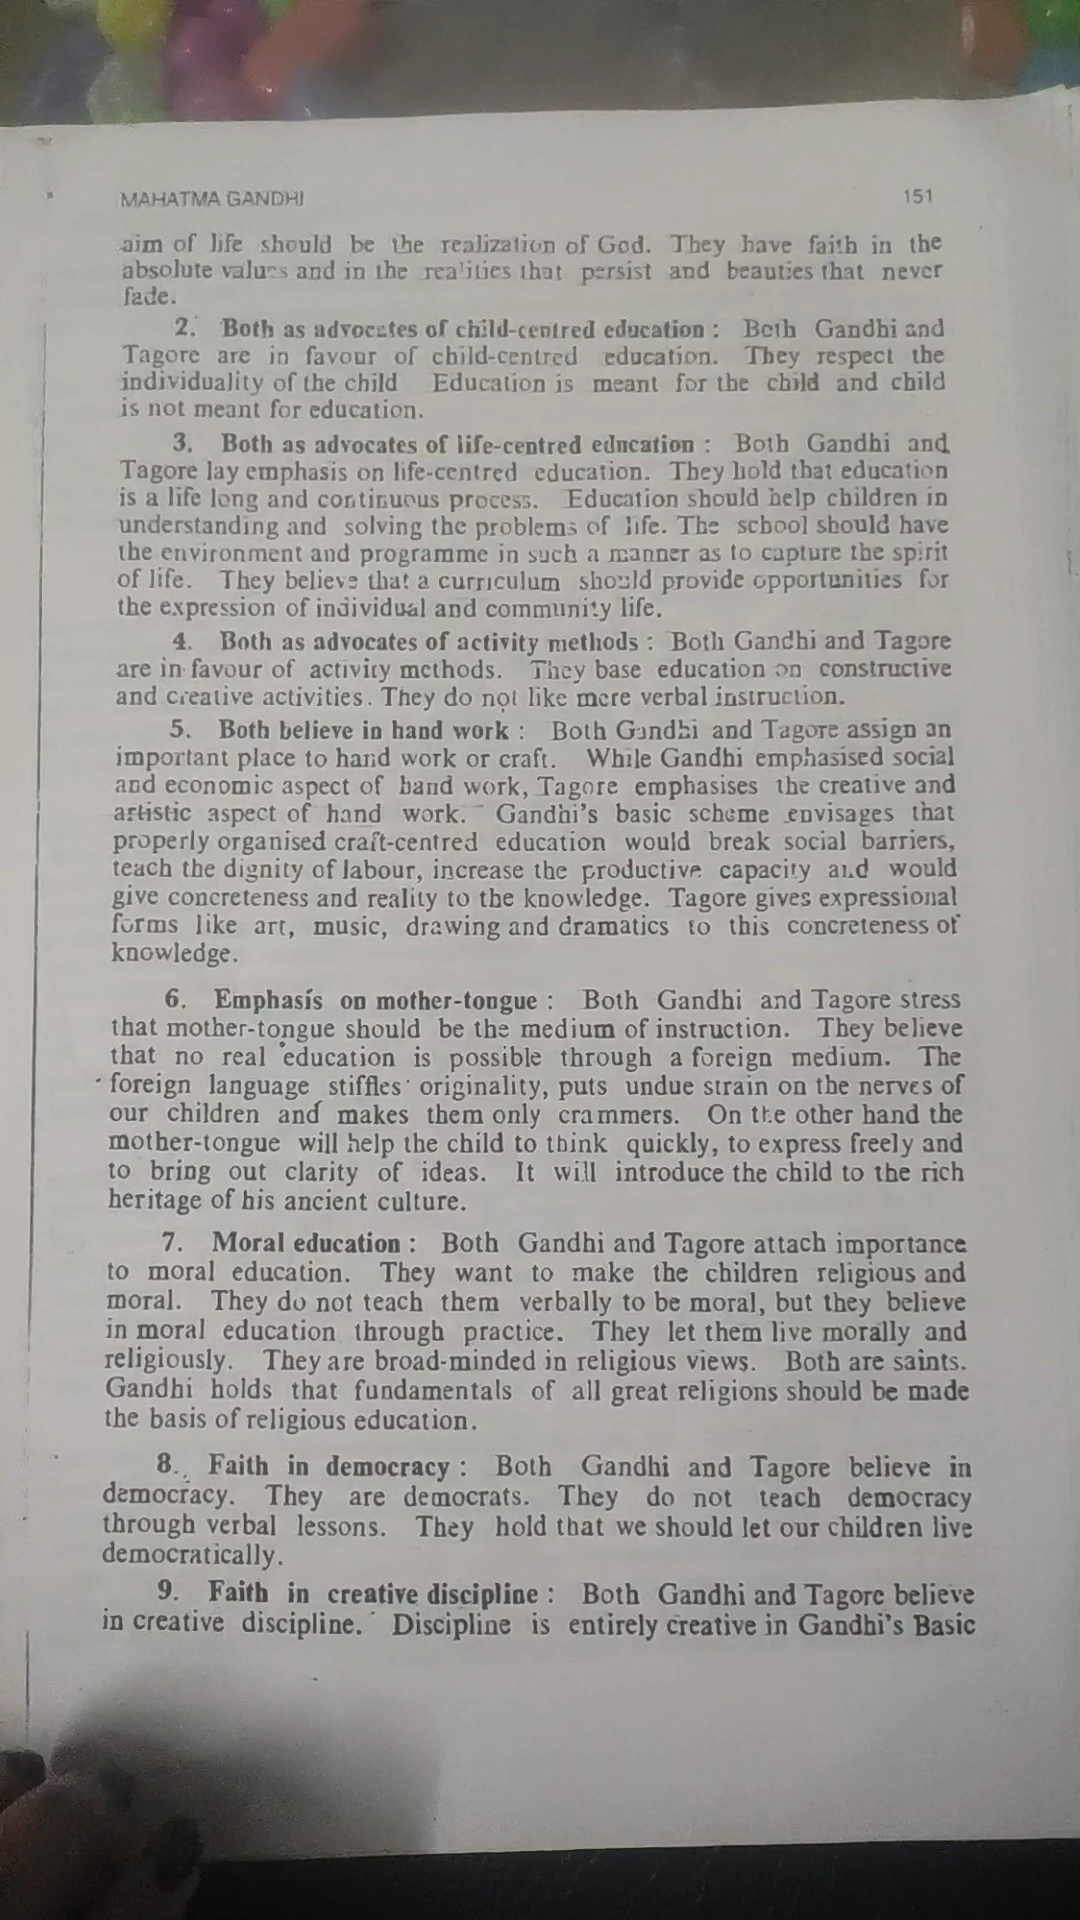 MAHATMA GANDHI 151
aim of life should be the realization of God. They have faith in the
absolute values and in the realities that persist and beauties that never
fade.
2. Both as advocates of child-centred education : Both Gandhi and
Tagore are in favour of child-centred education. They respect the
individuality of the child Education is meant for the child and child
is not meant for education.
3. Both as advocates of life-centred edncation : Both Gandhi and
Tagore lay emphasis on life-centred education. They hold that education
is a life long and continuous process. Education should help children in
understanding and solving the problems of life. The school should have
the environment and programme in such a manner as to capture the spirit
of life. They believe that a curriculum should provide opportunities for
the expression of individual and community life.
4. Both as advocates of activity methods : Both Gandhi and Tagore
are in favour of activity methods. They base education on constructive
and creative activities. They do not like mere verbal instruction.
5. Both believe in hand work : Both Gandhi and Tagore assign an
important place to hand work or craft. While Gandhi emphasised social
and economic aspect of hand work, Tagore emphasises the creative and
artistic aspect of hand work. Gandhi's basic scheme envisages that
properly organised craft-centred education would break social barriers,
teach the dignity of labour, increase the productive capacity and would
give concreteness and reality to the knowledge. Tagore gives expressional
forms like art, music, drawing and dramatics to this concreteness of
knowledge.
6. Emphasis on mother-tongue : Both Gandhi and Tagore stress
that mother-tongue should be the medium of instruction. They believe
that no real education is possible through a foreign medium. The
foreign language stiffles originality, puts undue strain on the nerves of
our children and makes them only crammers. On the other hand the
mother-tongue will help the child to think quickly, to express freely and
to bring out clarity of ideas. It will introduce the child to the rich
heritage of his ancient culture.
7. Moral education : Both Gandhi and Tagore attach importance
to moral education. They want to make the children religious and
moral. They do not teach them verbally to be moral, but they believe
in moral education through practice. They let them live morally and
religiously. They are broad-minded in religious views. Both are saints.
Gandhi holds that fundamentals of all great religions should be made
the basis of religious education.
8. Faith in democracy : Both Gandhi and Tagore believe in
democracy. They are democrats. They do not teach democracy
through verbal lessons. They hold that we should let our children live
democratically.
9. Faith in creative discipline : Both Gandhi and Tagore believe
in creative discipline. Discipline is entirely creative in Gandhi's Basic